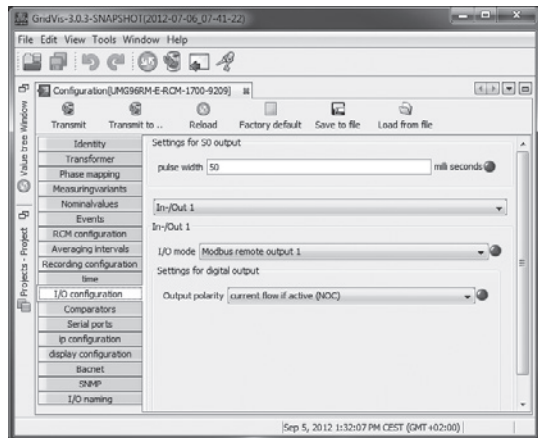 GridVis-3.0.3-SNAPSHOT(2012-07-06_07-41-22)
File Edit View Tools Window Help
Configuration[UMG96RM-E-RCM-1700-9209]
Transmit Transmit to .. Reload Factory default Save to file Load from file
Value tree Window
Projects - Project
Identity
Transformer
Phase mapping
Measuringvariants
Nominalvalues
Events
RCM configuration
Averaging intervals
Recording configuration
time
I/O configuration
Comparators
Serial ports
ip configuration
display configuration
Bacnet
SNMP
I/O naming
Settings for S0 output
pulse width 50 milli seconds
In-/Out 1
In-/Out 1
I/O mode Modbus remote output 1
Settings for digital output
Output polarity current flow if active (NOC)
Sep 5, 2012 1:32:07 PM CEST (GMT+02:00)